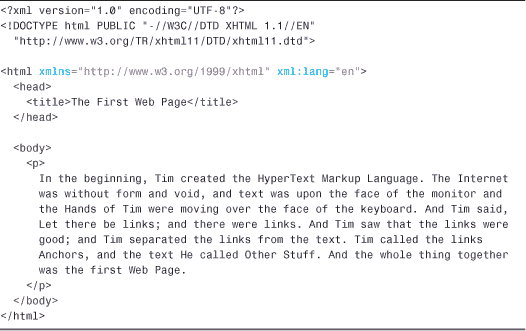 <?xml version="1.0" encoding="UTF-8"?>
<!DOCTYPE html PUBLIC "-//W3C//DTD XHTML 1.1//EN"
  "http://www.w3.org/TR/xhtml11/DTD/xhtml11.dtd">

<html xmlns="http://www.w3.org/1999/xhtml" xml:lang="en">
  <head>
    <title>The First Web Page</title>
  </head>

  <body>
    <p>
      In the beginning, Tim created the HyperText Markup Language. The Internet
      was without form and void, and text was upon the face of the monitor and
      the Hands of Tim were moving over the face of the keyboard. And Tim said,
      Let there be links; and there were links. And Tim saw that the links were
      good; and Tim separated the links from the text. Tim called the links
      Anchors, and the text He called Other Stuff. And the whole thing together
      was the first Web Page.
    </p>
  </body>
</html>